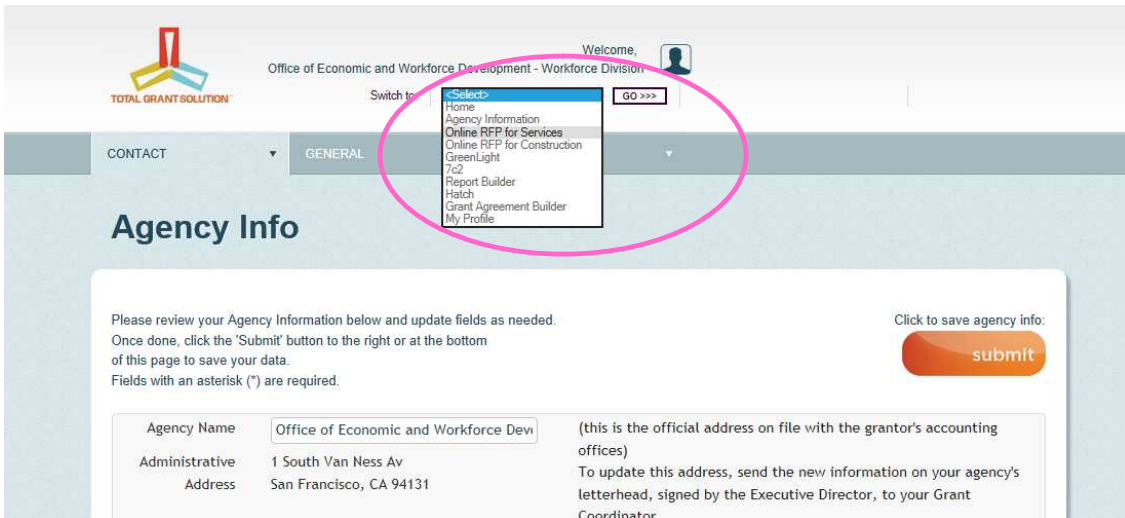 Welcome,
Office of Economic and Workforce Development - Workforce Division
TOTAL GRANT SOLUTION™
Switch to:
<Select>
GO >>>
Home
Agency Information
Online RFP for Services
Online RFP for Construction
GreenLight
7c2
Report Builder
Hatch
Grant Agreement Builder
My Profile
CONTACT
GENERAL
Agency Info
Please review your Agency Information below and update fields as needed.
Once done, click the 'Submit' button to the right or at the bottom
of this page to save your data.
Fields with an asterisk (*) are required.
Click to save agency info:
submit
Agency Name
Office of Economic and Workforce Deve
(this is the official address on file with the grantor's accounting
offices)
Administrative
Address
1 South Van Ness Av
San Francisco, CA 94131
To update this address, send the new information on your agency's
letterhead, signed by the Executive Director, to your Grant
Coordinator